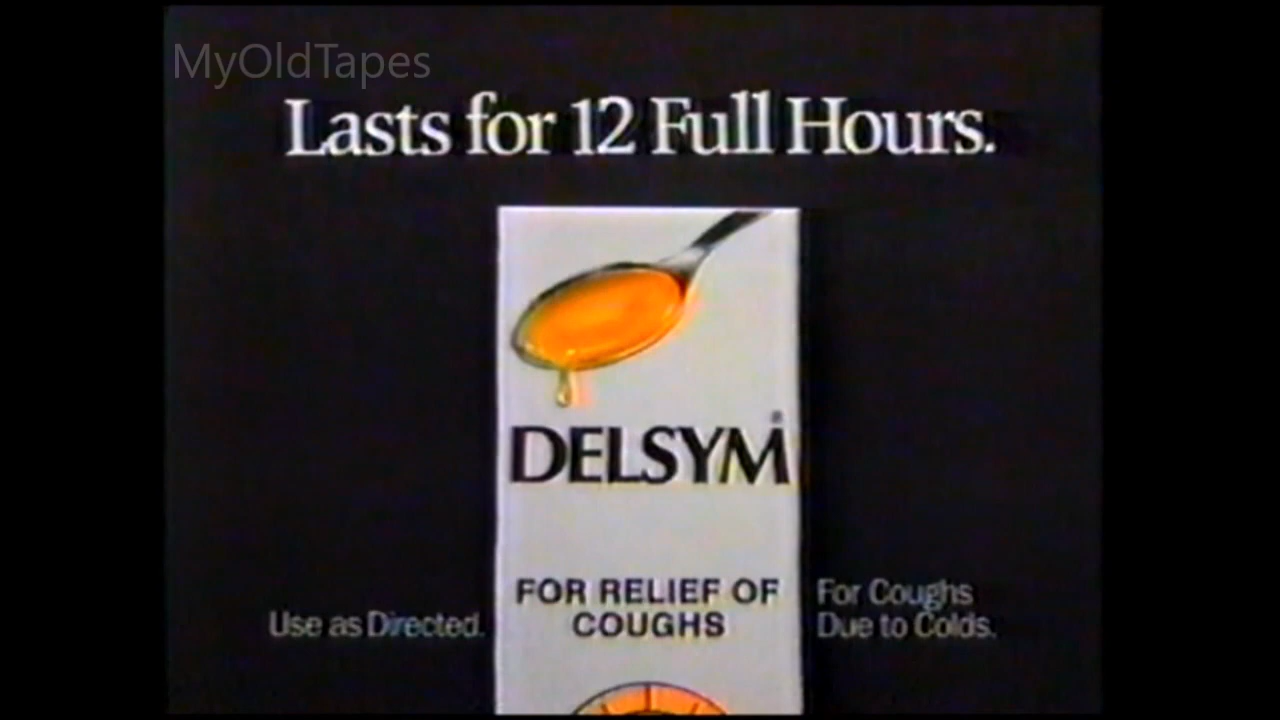 MyOldTapes
Lasts for 12 Full Hours.
DELSYM®
FOR RELIEF OF
COUGHS
Use as Directed.
For Coughs
Due to Colds.